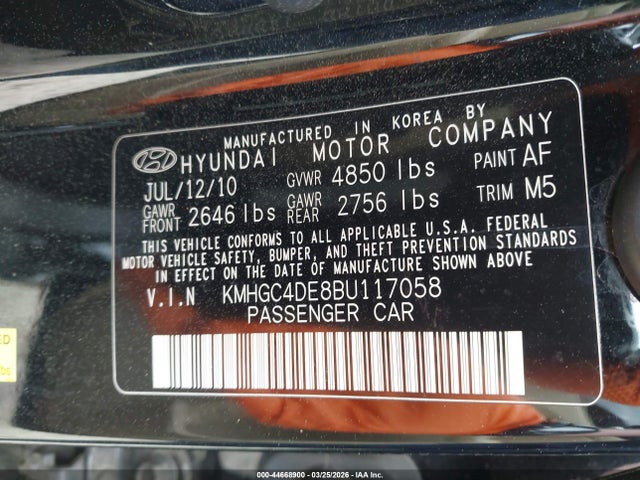 MANUFACTURED IN KOREA BY
HYUNDAI MOTOR COMPANY
JUL/12/10 GVWR 4850 lbs PAINT AF
GAWR FRONT 2646 lbs GAWR REAR 2756 lbs TRIM M5
THIS VEHICLE CONFORMS TO ALL APPLICABLE U.S.A. FEDERAL
MOTOR VEHICLE SAFETY, BUMPER, AND THEFT PREVENTION STANDARDS
IN EFFECT ON THE DATE OF MANUFACTURE SHOWN ABOVE.
V.I.N KMHGC4DE8BU117058
PASSENGER CAR
000-44668900 - 03/25/2026 - IAA, Inc.